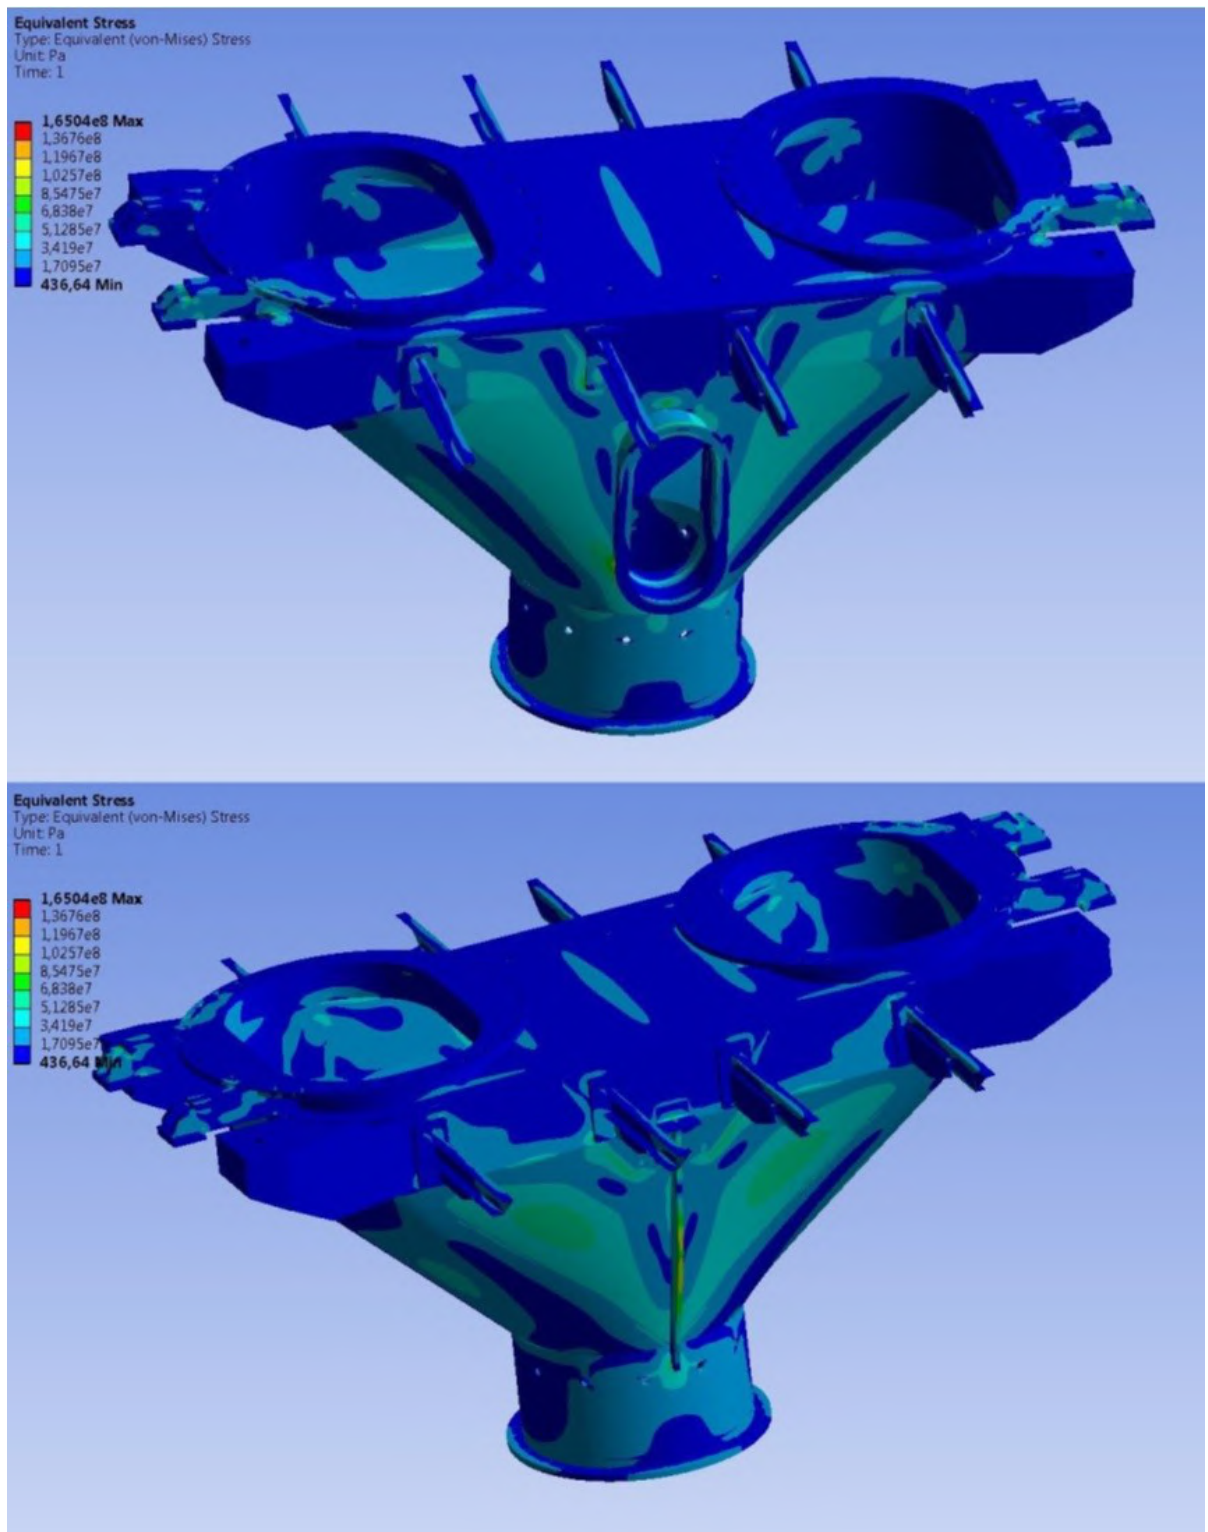 Equivalent Stress
Type: Equivalent (von-Mises) Stress
Unit: Pa
Time: 1
1,6504e8 Max
1,3676e8
1,1967e8
1,0257e8
8,5475e7
6,838e7
5,1285e7
3,419e7
1,7095e7
436,64 Min
Equivalent Stress
Type: Equivalent (von-Mises) Stress
Unit: Pa
Time: 1
1,6504e8 Max
1,3676e8
1,1967e8
1,0257e8
8,5475e7
6,838e7
5,1285e7
3,419e7
1,7095e7
436,64 Min